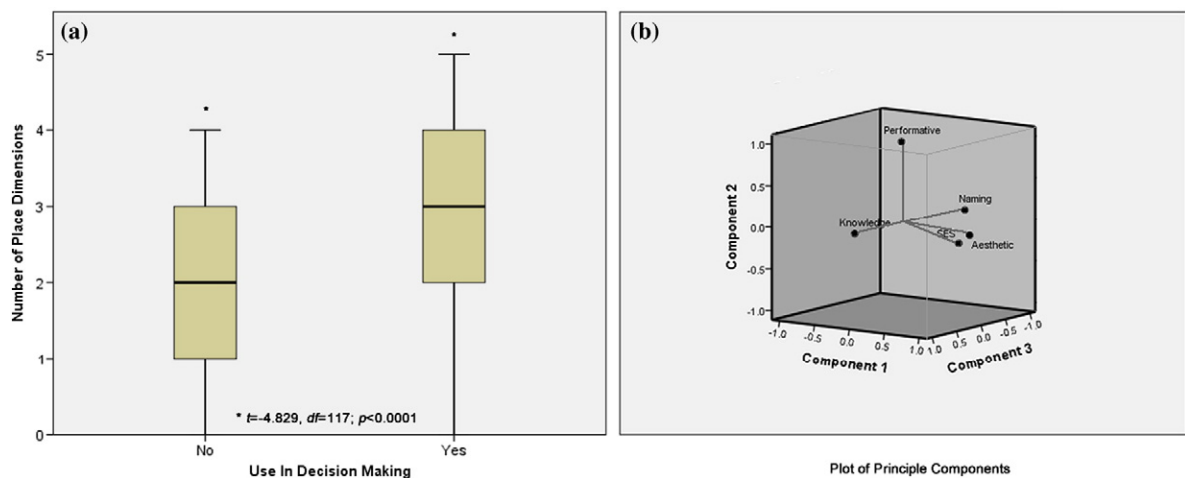 (a)
Number of Place Dimensions
5
4
3
2
1
0
*
*
* t=-4.829, df=117; p<0.0001
No
Yes
Use In Decision Making
(b)
Component 2
1.0
0.5
0.0
-0.5
-1.0
Performative
Naming
Knowledge
SES
Aesthetic
-1.0
-0.5
0.0
0.5
1.0
Component 1
1.0
0.5
0.0
-0.5
-1.0
Component 3
Plot of Principle Components